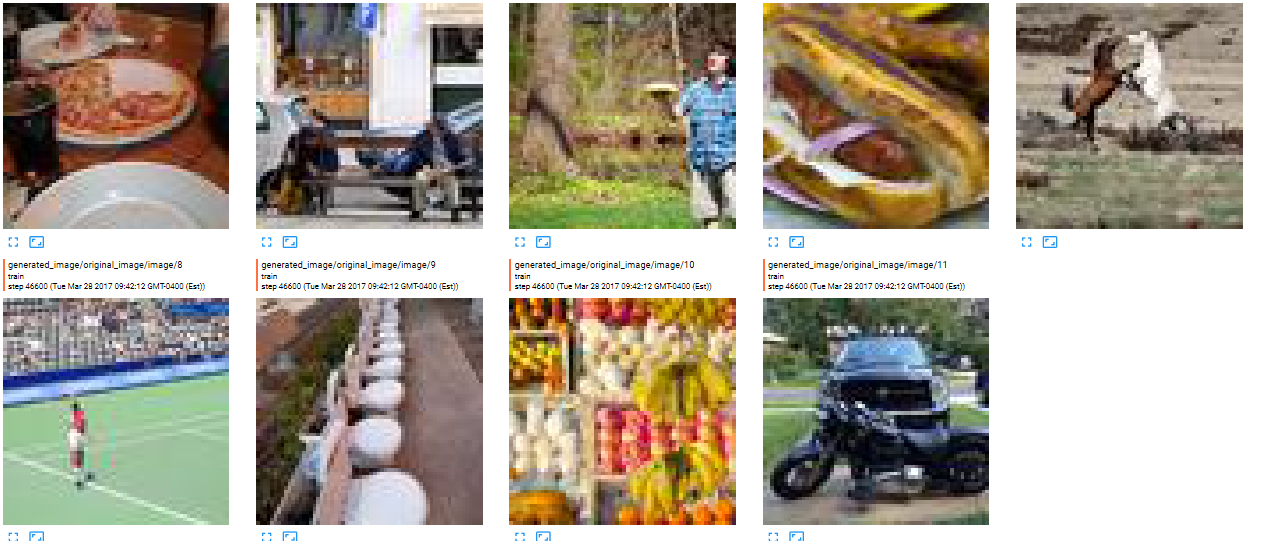 generated_image/original_image/image/8
train
step 46600 (Tue Mar 28 2017 09:42:12 GMT-0400 (Est))
generated_image/original_image/image/9
train
step 46600 (Tue Mar 28 2017 09:42:12 GMT-0400 (Est))
generated_image/original_image/image/10
train
step 46600 (Tue Mar 28 2017 09:42:12 GMT-0400 (Est))
generated_image/original_image/image/11
train
step 46600 (Tue Mar 28 2017 09:42:12 GMT-0400 (Est))